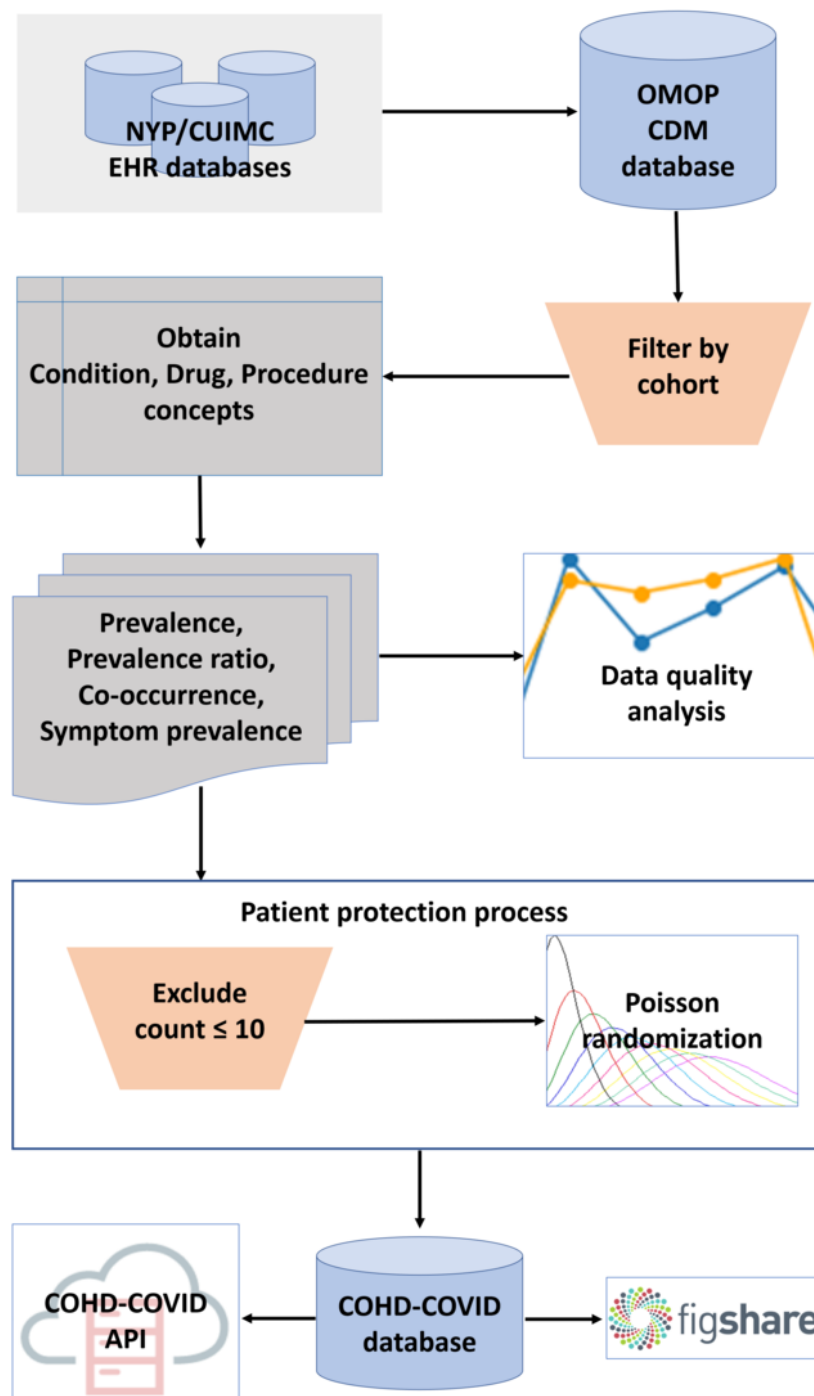 NYP/CUIMC
EHR databases
OMOP
CDM
database
Obtain
Condition, Drug, Procedure
concepts
Filter by
cohort
Prevalence,
Prevalence ratio,
Co-occurrence,
Symptom prevalence
Data quality
analysis
Patient protection process
Exclude
count ≤ 10
Poisson
randomization
COHD-COVID
API
COHD-COVID
database
figshare